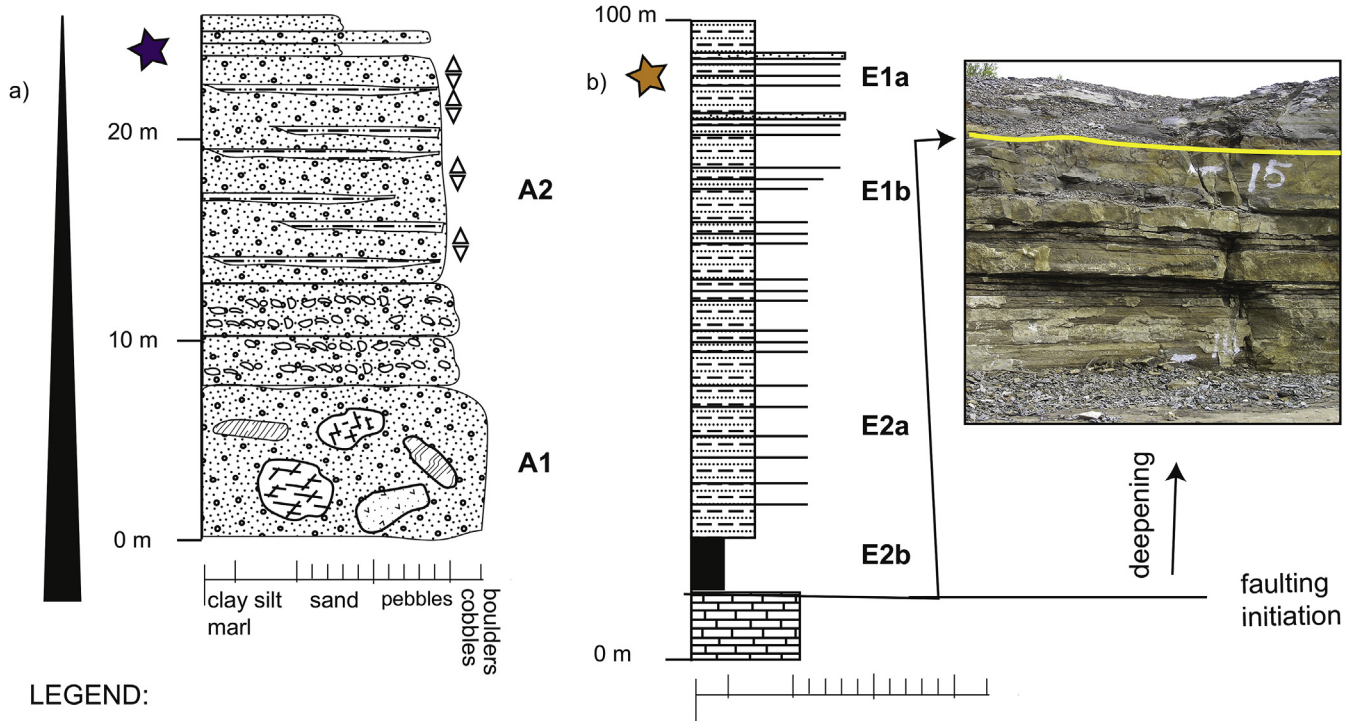 a)
20 m
10 m
0 m
A2
A1
clay silt
marl
sand
pebbles
cobbles
boulders
LEGEND:
b)
100 m
0 m
E1a
E1b
E2a
E2b
15
deepening
faulting
initiation